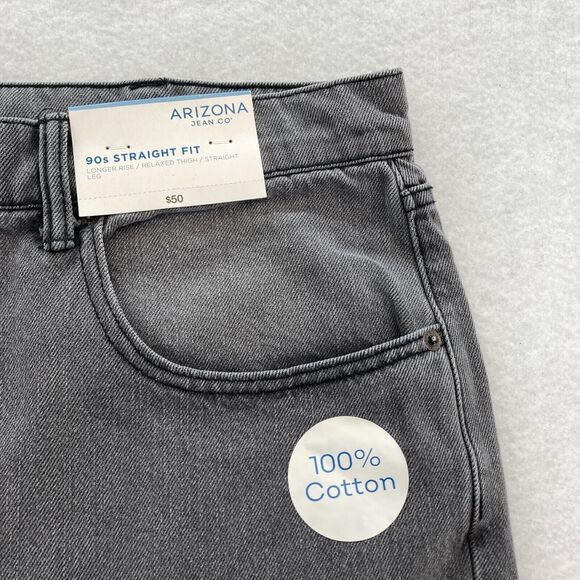 ARIZONA
JEAN CO®
90s STRAIGHT FIT
LONGER RISE / RELAXED THIGH / STRAIGHT
LEG
$50
100%
Cotton